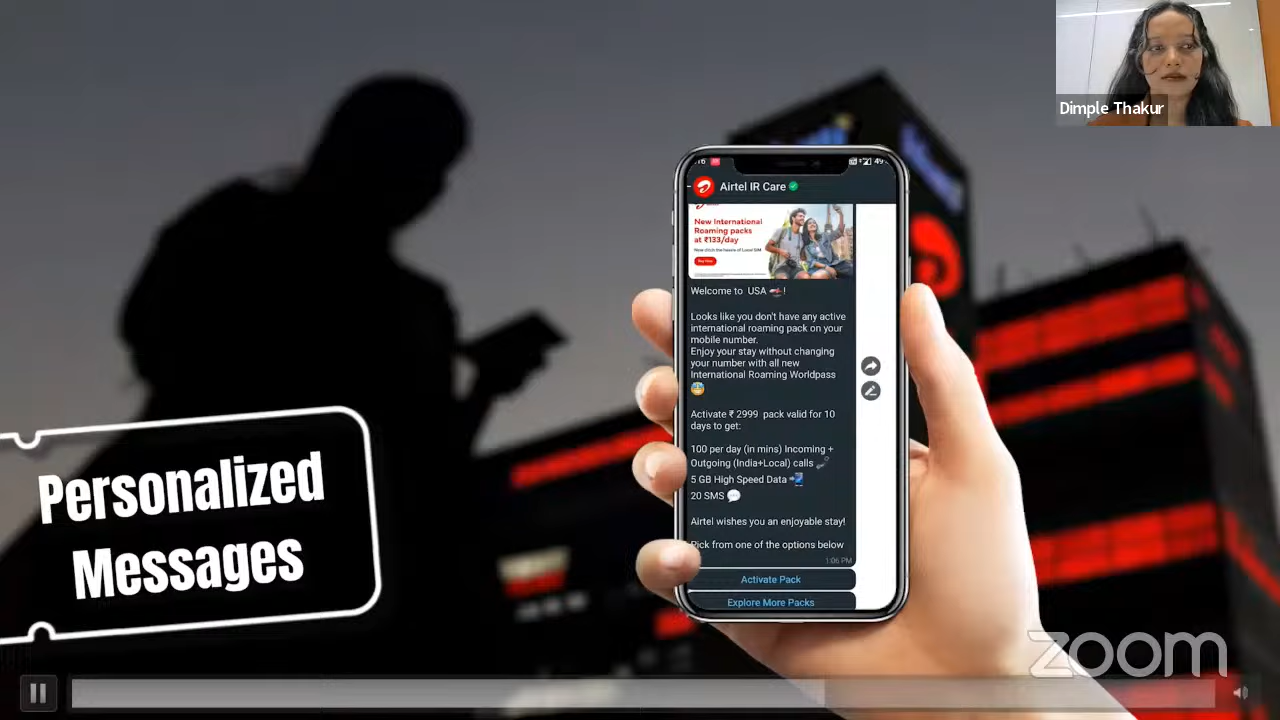 Dimple Thakur
Airtel IR Care
New International
Roaming packs
at ₹133/day
Welcome to USA !
Looks like you don't have any active
international roaming pack on your
mobile number.
Enjoy your stay without changing
your number with all new
International Roaming Worldpass
Activate ₹ 2999 pack valid for 10
days to get:
100 per day (in mins) Incoming +
Outgoing (India+Local) calls
5 GB High Speed Data
20 SMS
Airtel wishes you an enjoyable stay!
Pick from one of the options below
1:06 PM
Activate Pack
Explore More Packs
Personalized
Messages
zoom